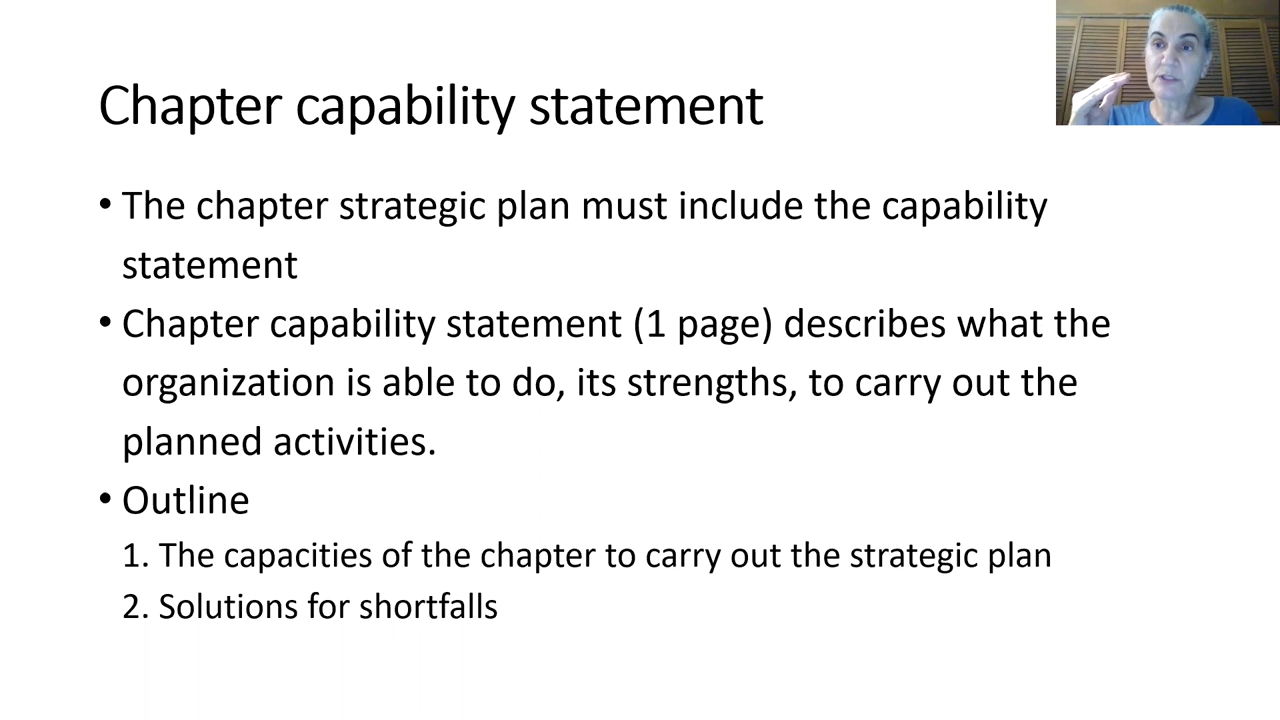 Chapter capability statement
• The chapter strategic plan must include the capability
statement
• Chapter capability statement (1 page) describes what the
organization is able to do, its strengths, to carry out the
planned activities.
• Outline
1. The capacities of the chapter to carry out the strategic plan
2. Solutions for shortfalls